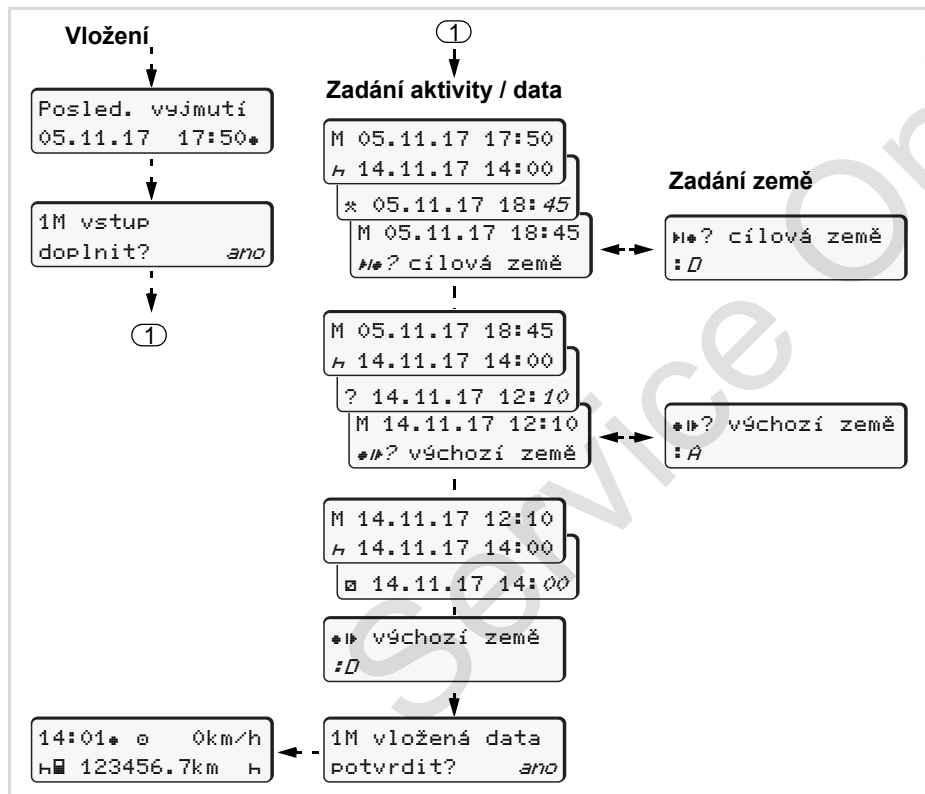 Vložení
Posled. vyjmutí
05.11.17 17:50
1M vstup
doplnit? ano
1
1
Zadání aktivity / data
M 05.11.17 17:50
14.11.17 14:00
05.11.17 18:45
M 05.11.17 18:45
? cílová země
Zadání země
? cílová země
:D
M 05.11.17 18:45
14.11.17 14:00
? 14.11.17 12:10
M 14.11.17 12:10
? výchozí země
? výchozí země
:A
M 14.11.17 12:10
14.11.17 14:00
14.11.17 14:00
výchozí země
:D
1M vložená data
potvrdit? ano
14:01 0km/h
123456.7km
Service On